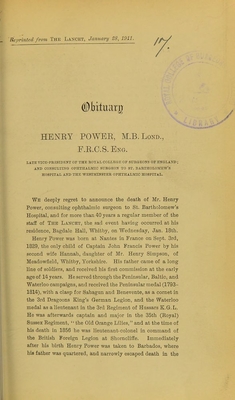 Reprinted from THE LANCET, January 28, 1911.
17.
LIBRARY
Obituary
HENRY POWER, M.B. LOND.,
F.R.C.S. ENG.
LATE VICE-PRESIDENT OF THE ROYAL COLLEGE OF SURGEONS OF ENGLAND;
AND CONSULTING OPHTHALMIC SURGEON TO ST. BARTHOLOMEW'S
HOSPITAL AND THE WESTMINSTER OPHTHALMIC HOSPITAL.
WE deeply regret to announce the death of Mr. Henry
Power, consulting ophthalmic surgeon to St. Bartholomew's
Hospital, and for more than 40 years a regular member of the
staff of THE LANCET, the sad event having occurred at his
residence, Bagdale Hall, Whitby, on Wednesday, Jan. 18th.
Henry Power was born at Nantes in France on Sept. 3rd,
1829, the only child of Captain John Francis Power by his
second wife Hannah, daughter of Mr. Henry Simpson, of
Meadowfield, Whitby, Yorkshire. His father came of a long
line of soldiers, and received his first commission at the early
age of 14 years. He served through the Peninsular, Baltic, and
Waterloo campaigns, and received the Peninsular medal (1793–
1814), with a clasp for Sahagun and Benevente, as a cornet in
the 3rd Dragoons King's German Legion, and the Waterloo
medal as a lieutenant in the 3rd Regiment of Hussars K.G.L.
He was afterwards captain and major in the 35th (Royal)
Sussex Regiment, "the Old Orange Lilies," and at the time of
his death in 1856 he was lieutenant-colonel in command of
the British Foreign Legion at Shorncliffe. Immediately
after his birth Henry Power was taken to Barbados, where
his father was quartered, and narrowly escaped death in the